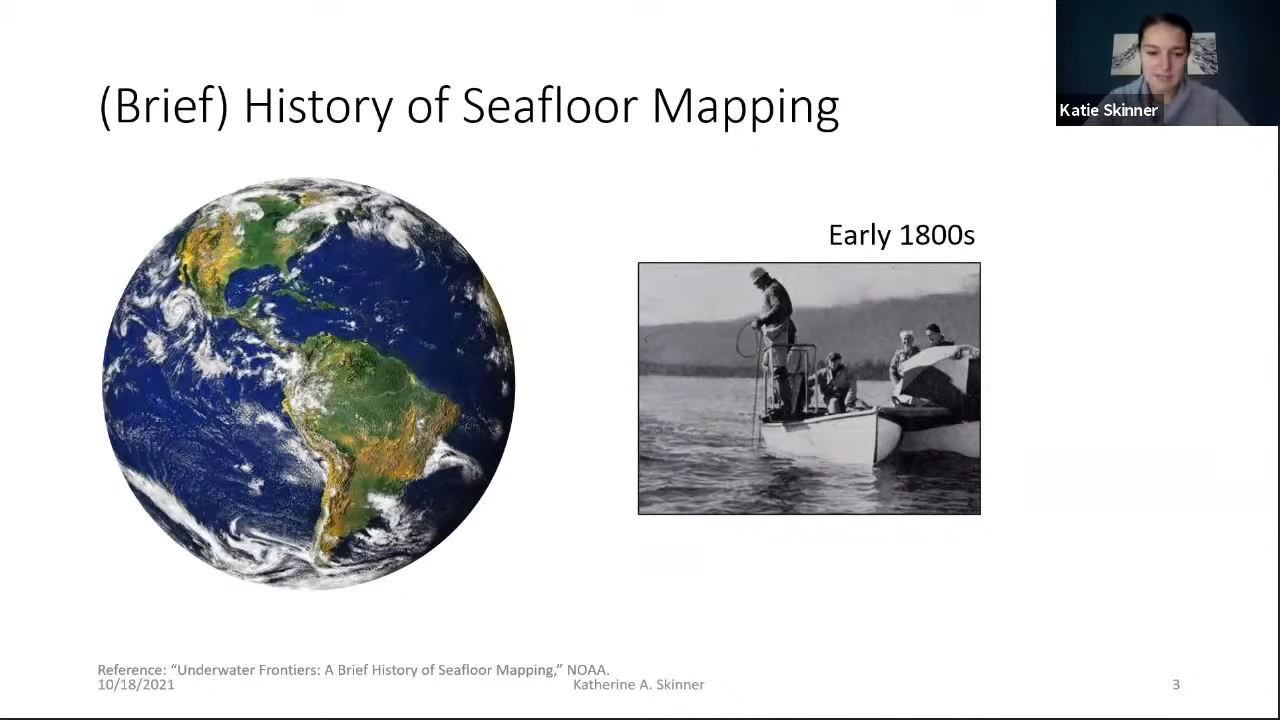 (Brief) History of Seafloor Mapping
Katie Skinner
Early 1800s
Reference: “Underwater Frontiers: A Brief History of Seafloor Mapping,” NOAA.
10/18/2021
Katherine A. Skinner
3